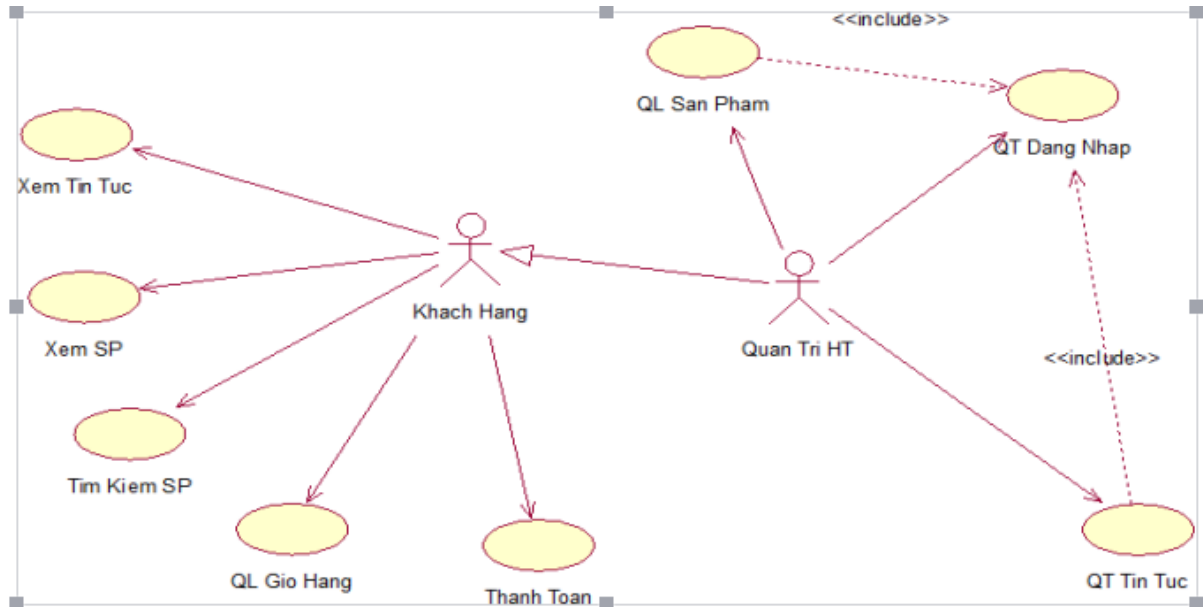 <<include>>
QL San Pham
QT Dang Nhap
Xem Tin Tuc
Khach Hang
Xem SP
Quan Tri HT
<<include>>
Tim Kiem SP
QL Gio Hang
Thanh Toan
QT Tin Tuc